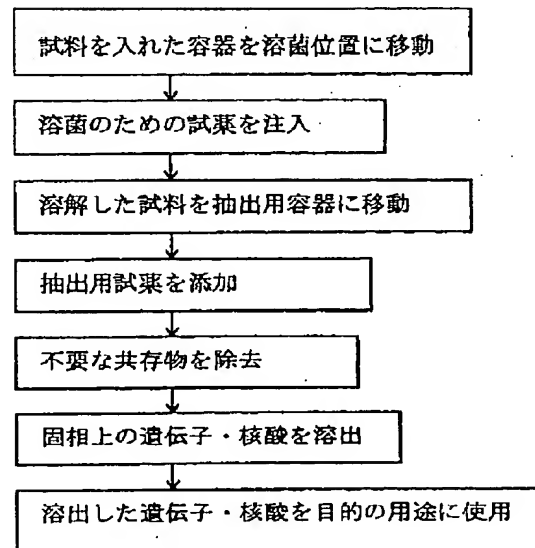 試料を入れた容器を溶菌位置に移動
溶菌のための試薬を注入
溶解した試料を抽出用容器に移動
抽出用試薬を添加
不要な共存物を除去
固相上の遺伝子・核酸を溶出
溶出した遺伝子・核酸を目的の用途に使用